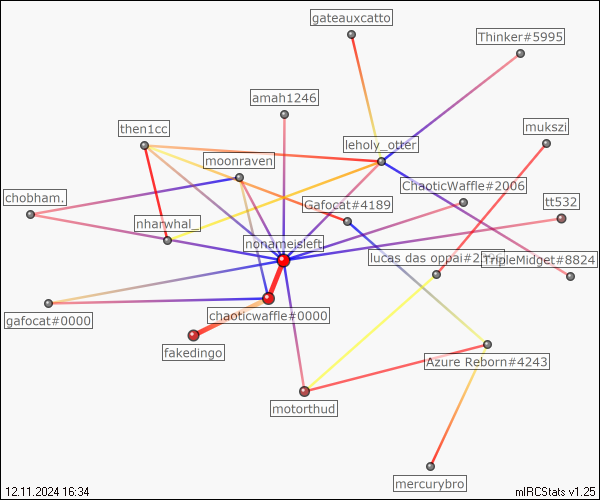 gateauxcatto
Thinker#5995
amah1246
then1cc
mukszi
leholy_otter
moonraven
ChaoticWaffle#2006
chobham.
Gafocat#4189
tt532
nharwhal_
nonameisleft
lucas das oppai#2
TripleMidget#8824
gafocat#0000
chaoticwaffle#0000
fakedingo
Azure Reborn#4243
motorthud
mercurybro
12.11.2024 16:34
mIRCStats v1.25